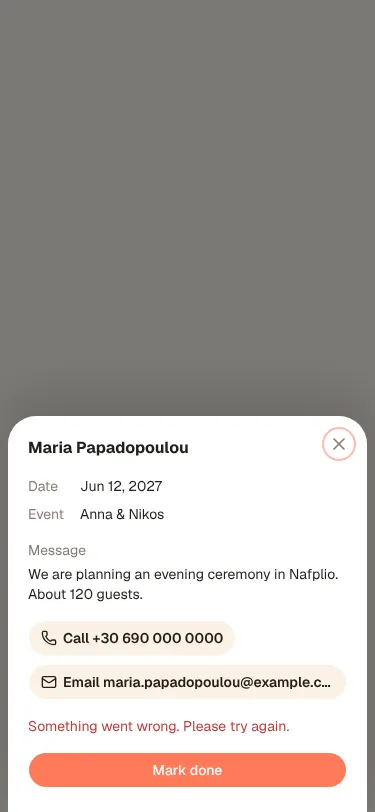 Maria Papadopoulou
Date Jun 12, 2027
Event Anna & Nikos
Message
We are planning an evening ceremony in Nafplio.
About 120 guests.
Call +30 690 000 0000
Email maria.papadopoulou@example.c...
Something went wrong. Please try again.
Mark done